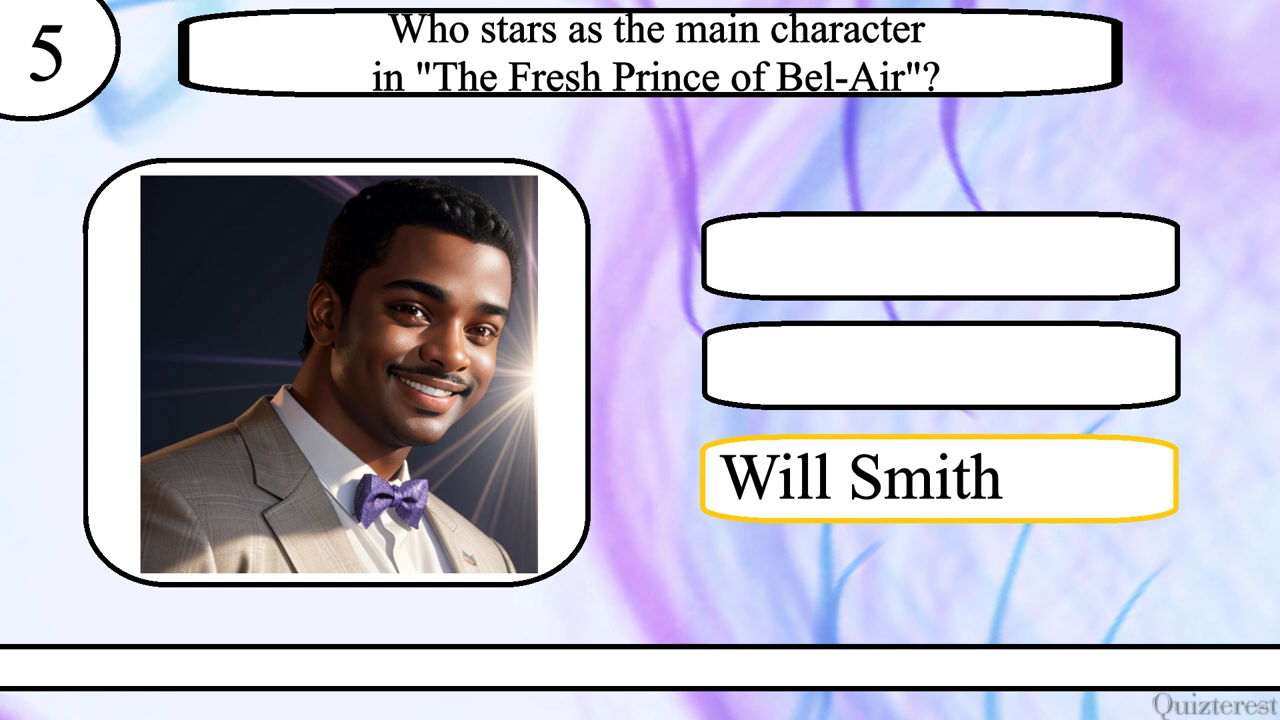 5
Who stars as the main character
in "The Fresh Prince of Bel-Air"?
Will Smith
Quizterest